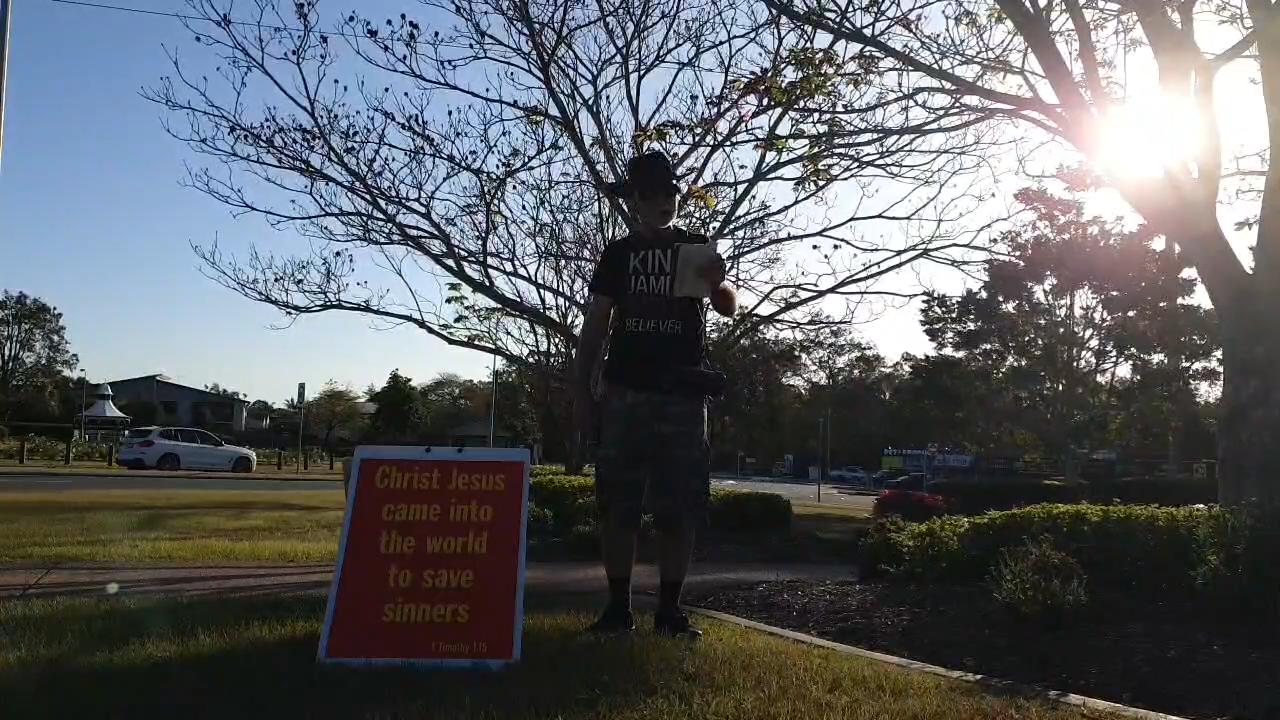 KIN
JAM
BELIEVER
Christ Jesus
came into
the world
to save
sinners
1 Timothy 1:15